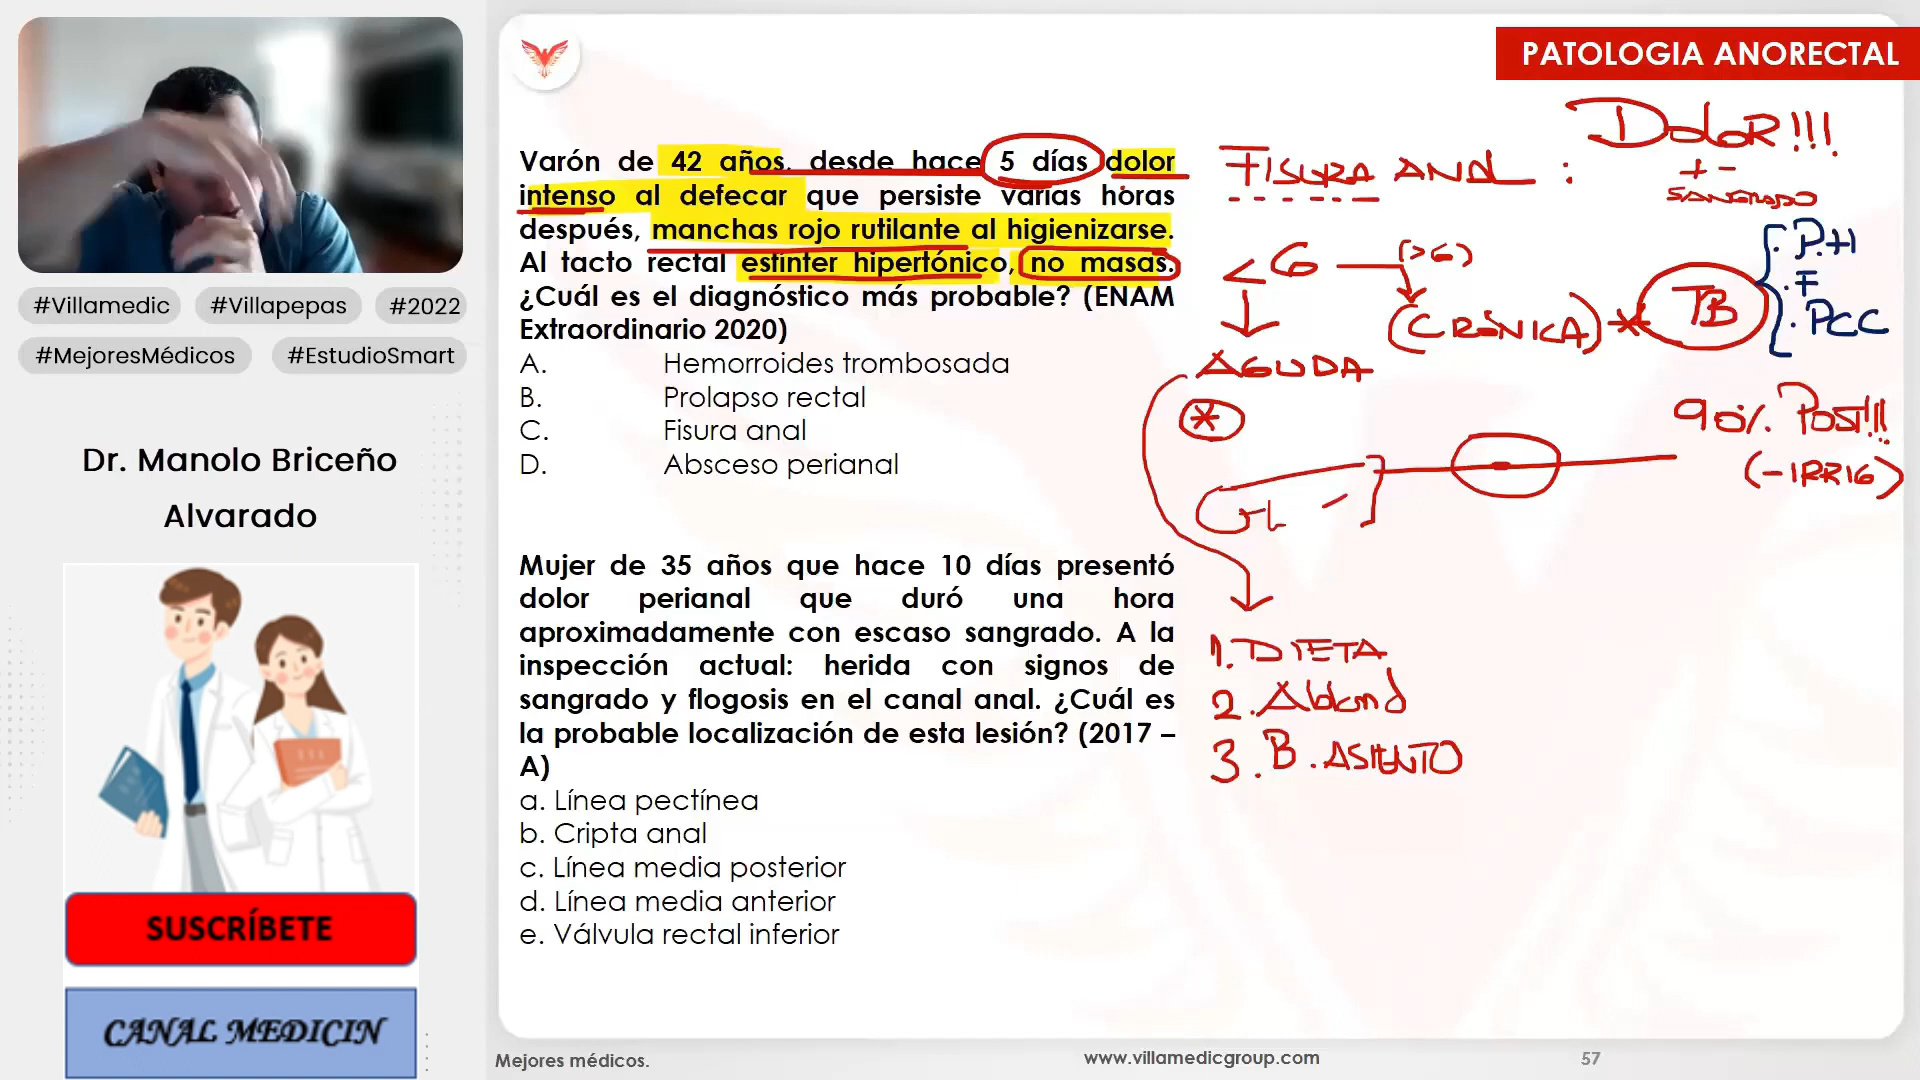 PATOLOGIA ANORECTAL
#Villamedic #Villapepas #2022
#MejoresMédicos #EstudioSmart
Dr. Manolo Briceño
Alvarado
SUSCRÍBETE
CANAL MEDICIN
Varón de 42 años, desde hace 5 días dolor
intenso al defecar que persiste varias horas
después, manchas rojo rutilante al higienizarse.
Al tacto rectal esfínter hipertónico, no masas.
¿Cuál es el diagnóstico más probable? (ENAM
Extraordinario 2020)
A. Hemorroides trombosada
B. Prolapso rectal
C. Fisura anal
D. Absceso perianal
Mujer de 35 años que hace 10 días presentó
dolor perianal que duró una hora
aproximadamente con escaso sangrado. A la
inspección actual: herida con signos de
sangrado y flogosis en el canal anal. ¿Cuál es
la probable localización de esta lesión? (2017 –
A)
a. Línea pectínea
b. Cripta anal
c. Línea media posterior
d. Línea media anterior
e. Válvula rectal inferior
DOLOR!!!
FISURA ANAL :
+ -
SANGRADO
< 6 (>6)
AGUDA
(CRÓNICA) * TB
. P.H
. F
. PCC
*
90% POST!!!
(-IRRIG)
1. DIETA
2. Abland
3. B. ASIENTO
Mejores médicos.
www.villamedicgroup.com
57